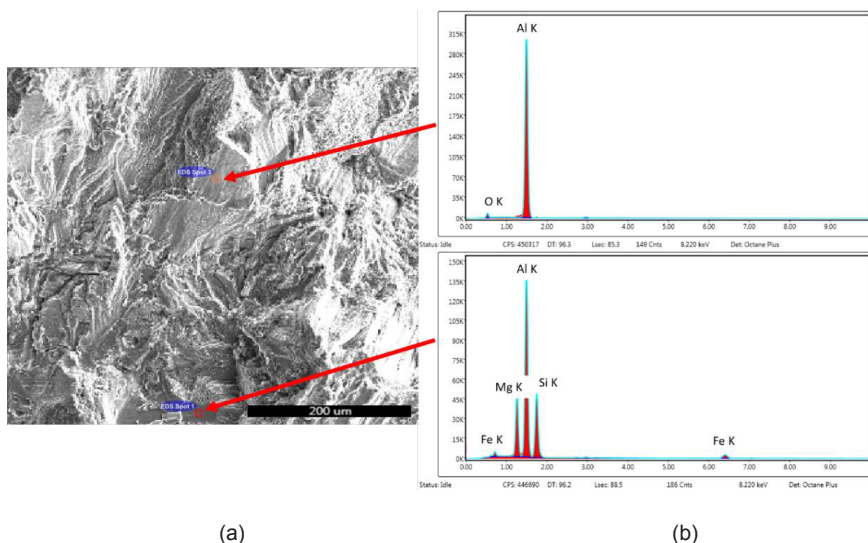 EDS Spot 3
EDS Spot 1
200 um
315K
280K
245K
210K
175K
140K
105K
70K
35K
0K
Al K
O K
0.00 1.00 2.00 3.00 4.00 5.00 6.00 7.00 8.00 9.00
Status: Idle CPS: 450317 DT: 96.3 Lsec: 85.3 149 Cnts 8.220 keV Det: Octane Plus
150K
135K
120K
105K
90K
75K
60K
45K
30K
15K
0K
Al K
Mg K
Si K
Fe K
Fe K
0.00 1.00 2.00 3.00 4.00 5.00 6.00 7.00 8.00 9.00
Status: Idle CPS: 446690 DT: 96.2 Lsec: 88.5 186 Cnts 8.220 keV Det: Octane Plus
(a)
(b)